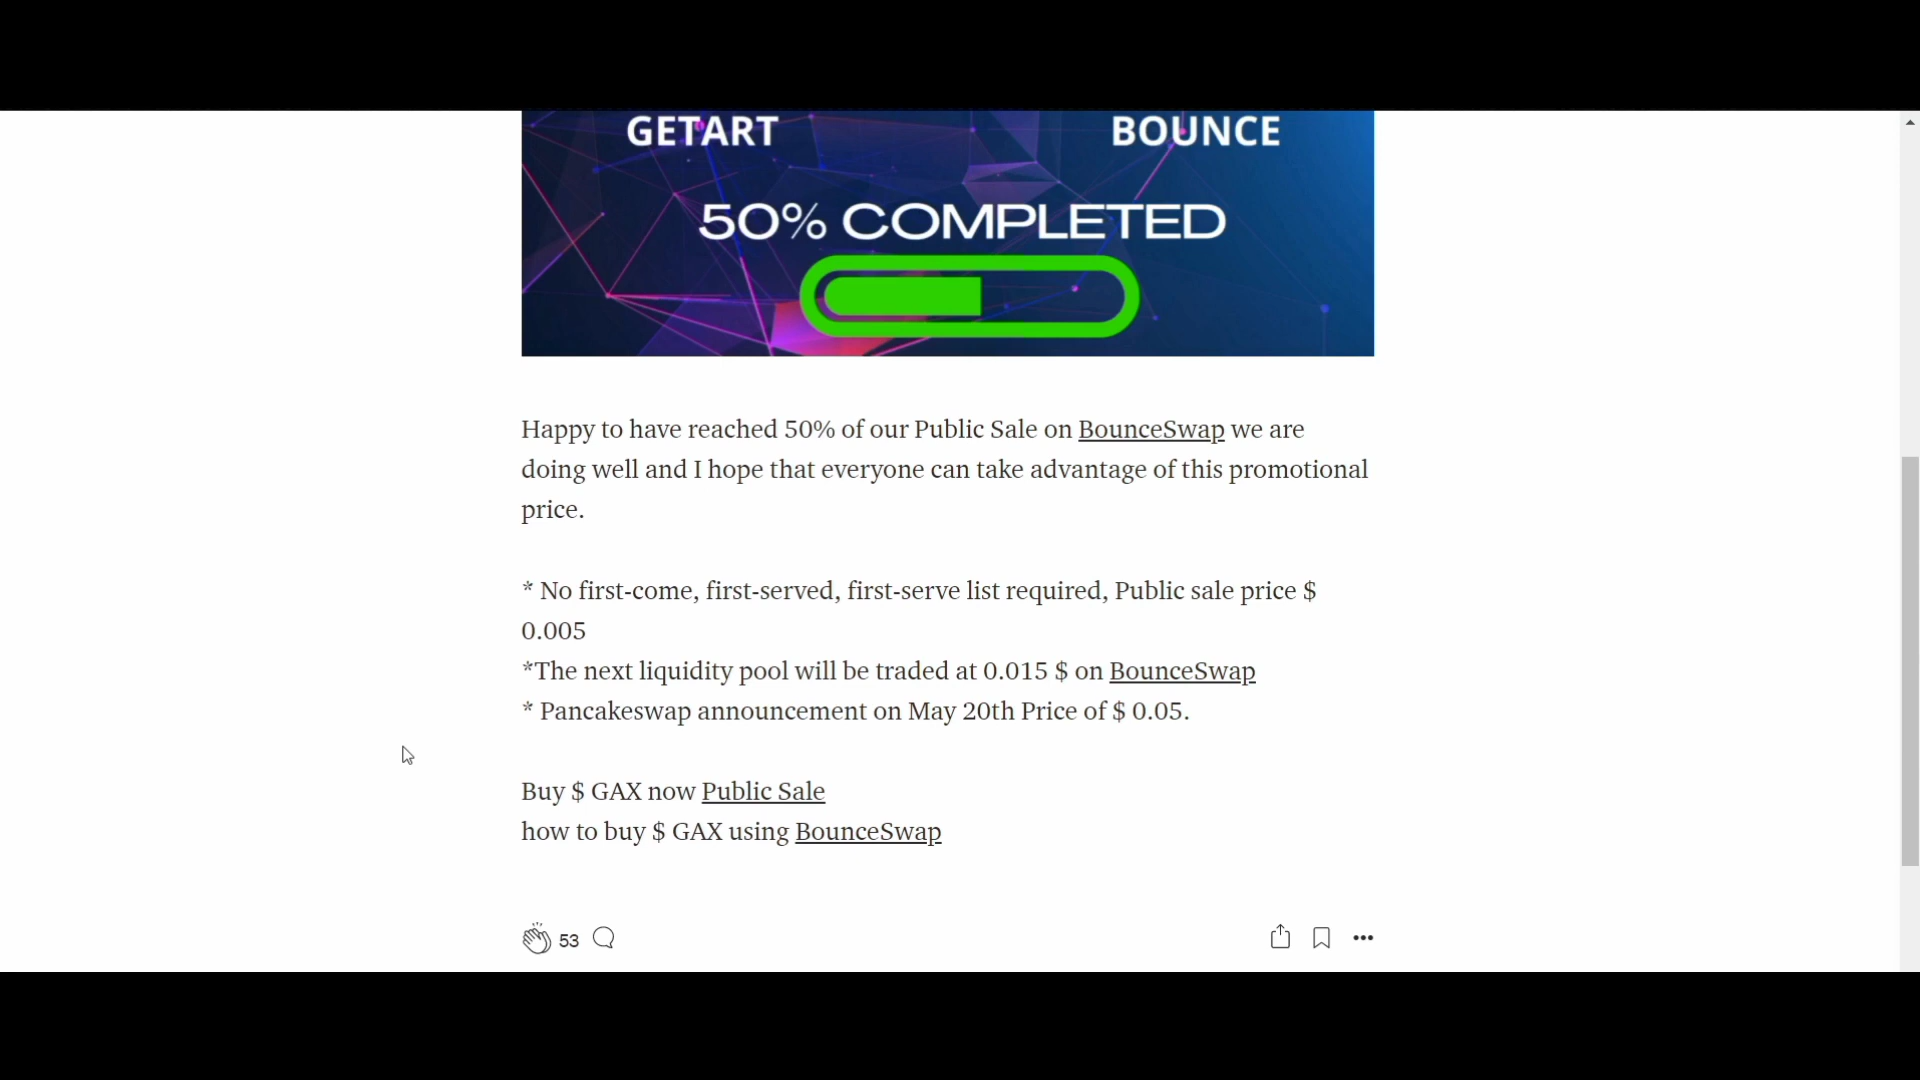 GETART BOUNCE
50% COMPLETED
Happy to have reached 50% of our Public Sale on BounceSwap we are
doing well and I hope that everyone can take advantage of this promotional
price.
* No first-come, first-served, first-serve list required, Public sale price $
0.005
*The next liquidity pool will be traded at 0.015 $ on BounceSwap
* Pancakeswap announcement on May 20th Price of $ 0.05.
Buy $ GAX now Public Sale
how to buy $ GAX using BounceSwap
53